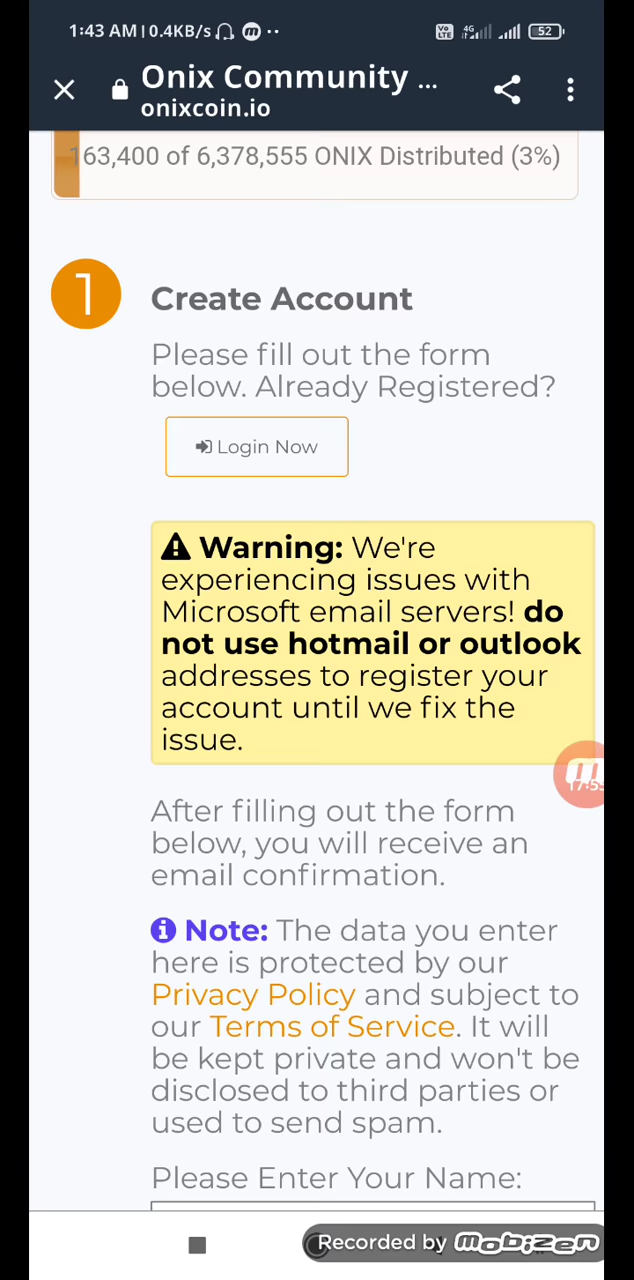 1:43 AM | 0.4KB/s
4G
52
Onix Community ...
onixcoin.io
163,400 of 6,378,555 ONIX Distributed (3%)
1
Create Account
Please fill out the form
below. Already Registered?
Login Now
Warning: We're
experiencing issues with
Microsoft email servers! do
not use hotmail or outlook
addresses to register your
account until we fix the
issue.
17:55
After filling out the form
below, you will receive an
email confirmation.
Note: The data you enter
here is protected by our
Privacy Policy and subject to
our Terms of Service. It will
be kept private and won't be
disclosed to third parties or
used to send spam.
Please Enter Your Name:
Recorded by mobizen